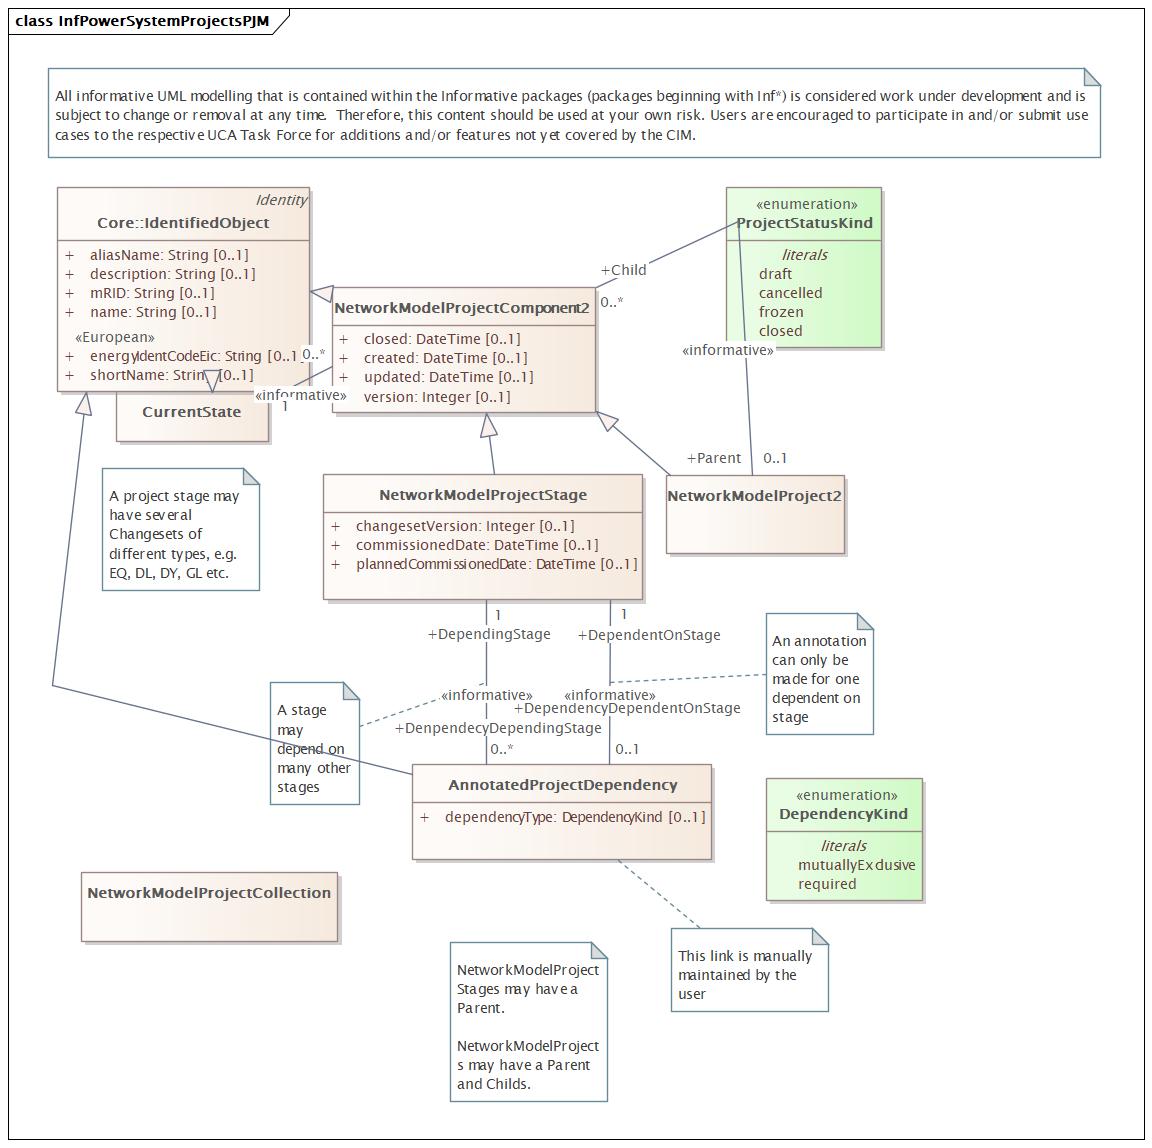 class InfPowerSystemProjectsPJM
All informative UML modelling that is contained within the Informative packages (packages beginning with Inf*) is considered work under development and is
subject to change or removal at any time. Therefore, this content should be used at your own risk. Users are encouraged to participate in and/or submit use
cases to the respective UCA Task Force for additions and/or features not yet covered by the CIM.
Identity
Core::IdentifiedObject
+ aliasName: String [0..1]
+ description: String [0..1]
+ mRID: String [0..1]
+ name: String [0..1]
«European»
+ energyIdentCodeEic: String [0..1]
+ shortName: String [0..1]
«enumeration»
ProjectStatusKind
literals
draft
cancelled
frozen
closed
+Child
0..*
NetworkModelProjectComponent2
+ closed: DateTime [0..1]
+ created: DateTime [0..1]
+ updated: DateTime [0..1]
version: Integer [0..1]
0..*
«informative»
1
«informative»
CurrentState
+Parent
0..1
A project stage may
have several
Changesets of
different types, e.g.
EQ, DL, DY, GL etc.
NetworkModelProjectStage
+ changesetVersion: Integer [0..1]
+ commissionedDate: DateTime [0..1]
+ plannedCommissionedDate: DateTime [0..1]
NetworkModelProject2
1
+DependingStage
1
+DependentOnStage
An annotation
can only be
made for one
dependent on
stage
«informative»
«informative»
+DependencyDependentOnStage
+DenpendecyDependingStage
0..*
0..1
A stage
may
depend on
many other
stages
AnnotatedProjectDependency
+ dependencyType: DependencyKind [0..1]
«enumeration»
DependencyKind
literals
mutuallyExclusive
required
NetworkModelProjectCollection
This link is manually
maintained by the
user
NetworkModelProject
Stages may have a
Parent.
NetworkModelProject
s may have a Parent
and Childs.